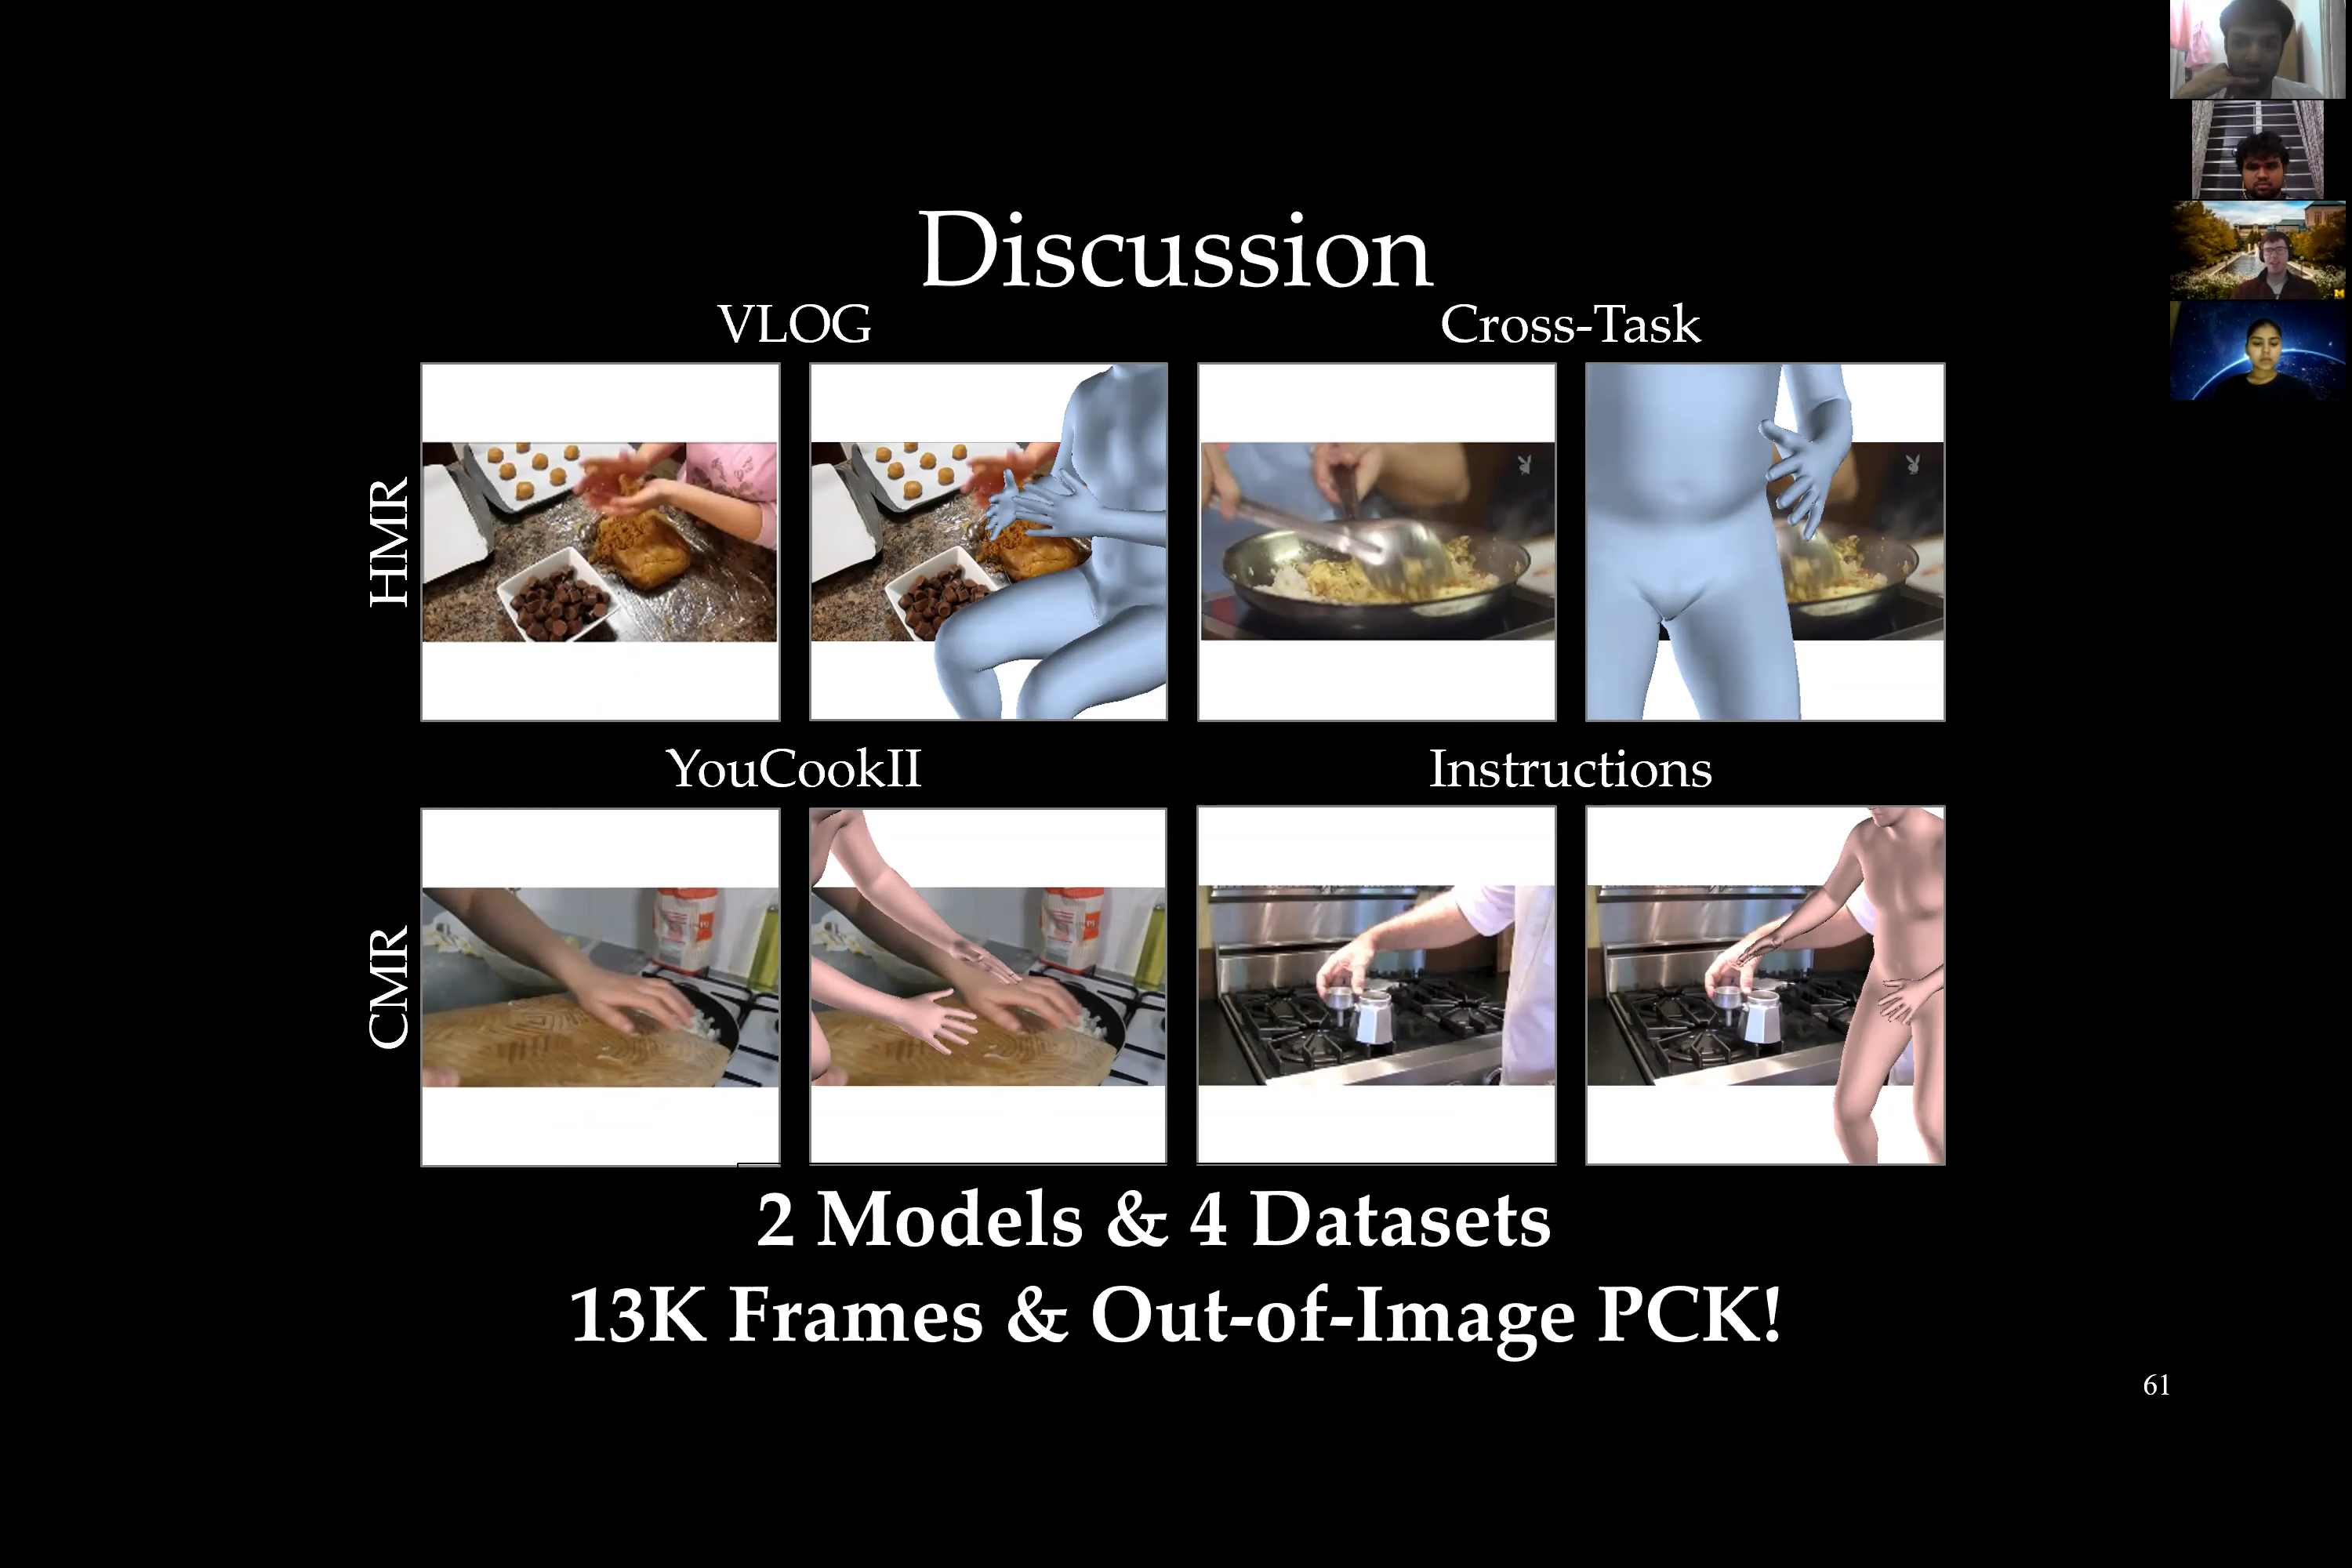 Discussion
VLOG
Cross-Task
HMR
YouCookII
Instructions
CMR
2 Models & 4 Datasets
13K Frames & Out-of-Image PCK!
61